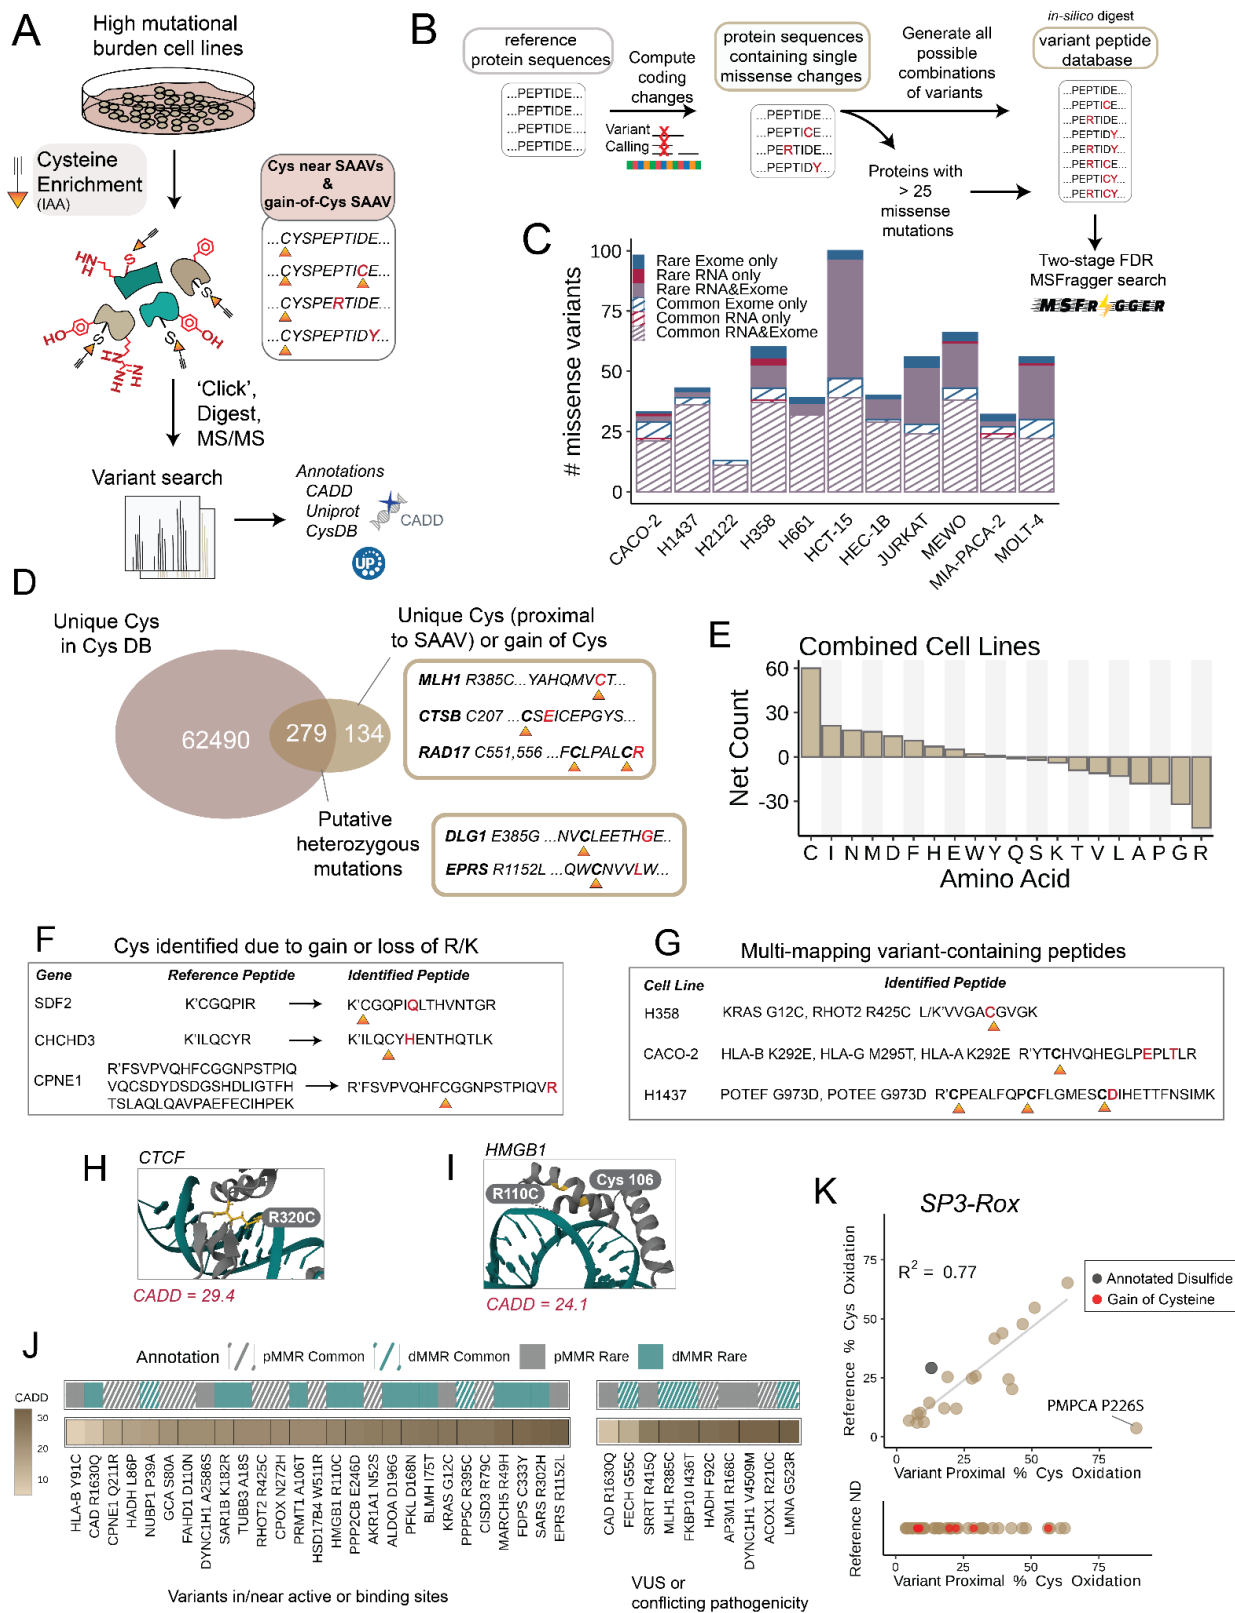 A
High mutational
burden cell lines
Cysteine
Enrichment
(IAA)
Cys near SAAVs
&
gain-of-Cys SAAV
...CYSPEPTIDE...
...CYSPEPTICE...
...CYSPERTIDE...
...CYSPEPTIDY...
S
S
S
S
NH
HN
HO
OH
NH
HN
NH
'Click',
Digest,
MS/MS
Variant search
Annotations
CADD
Uniprot
CysDB
CADD
UP
B
reference
protein sequences
...PEPTIDE...
...PEPTIDE...
...PEPTIDE...
...PEPTIDE...
Compute
coding
changes
Variant
Calling
protein sequences
containing single
missense changes
...PEPTIDE...
...PEPTICE...
...PERTIDE...
...PEPTIDY...
Generate all
possible
combinations
of variants
Proteins with
> 25
missense
mutations
in-silico digest
variant peptide
database
...PEPTIDE...
...PEPTICE...
...PERTIDE...
...PEPTIDY...
...PERTIDY...
...PERTICE...
...PEPTICY...
...PERTICY...
Two-stage FDR
MSFragger search
MSFRAGGER
C
# missense variants
100
75
50
25
0
Rare Exome only
Rare RNA only
Rare RNA&Exome
Common Exome only
Common RNA only
Common RNA&Exome
CACO-2
H1437
H2122
H358
H661
HCT-15
HEC-1B
JURKAT
MEWO
MIA-PACA-2
MOLT-4
D
Unique Cys
in Cys DB
Unique Cys (proximal
to SAAV) or gain of Cys
62490
279
134
Putative
heterozygous
mutations
MLH1 R385C...YAHQMVCT...
CTSB C207 ...CSEICEPGYS...
RAD17 C551,556 ...FCLPALCR
DLG1 E385G ...NVCLEETHGE..
EPRS R1152L ...QWCNVVLW...
E
Combined Cell Lines
Net Count
60
30
0
-30
C I N M D F H E W Y Q S K T V L A P G R
Amino Acid
F
Cys identified due to gain or loss of R/K
Gene Reference Peptide Identified Peptide
SDF2 K'CGQPIR K'CGQPIQLTHVNTGR
CHCHD3 K'ILQCYR K'ILQCYHENTHQTLK
CPNE1 R'FSVPVQHFCGGNPSTPIQ
VQCSDYDSDGSHDLIGTFH R'FSVPVQHFCGGNPSTPIQVR
TSLAQLQAVPAEFECIHPEK
G
Multi-mapping variant-containing peptides
Cell Line Identified Peptide
H358 KRAS G12C, RHOT2 R425C L/K'VVGACGVGK
CACO-2 HLA-B K292E, HLA-G M295T, HLA-A K292E R'YTCHVQHEGLPEPLTLR
H1437 POTEF G973D, POTEE G973D R'CPEALFQPCFLGMESCDIHETTFNSIMK
H
CTCF
R320C
CADD = 29.4
I
HMGB1
R110C
Cys 106
CADD = 24.1
J
Annotation pMMR Common dMMR Common pMMR Rare dMMR Rare
CADD
30
20
10
HLA-B Y91C
CAD R1630Q
CPNE1 Q211R
HADH L86P
NUBP1 P39A
GCA S80A
FAHD1 D110N
DYNC1H1 A2586S
SAR1B K182R
TUBB3 A18S
RHOT2 R425C
CPOX N272H
PRMT1 A106T
HSD17B4 W511R
HMGB1 R110C
PPP2CB E246D
AKR1A1 N52S
ALDOA D196G
PFKL D168N
BLMH I75T
KRAS G12C
PPP5C R395C
CISD3 R79C
MARCH5 R49H
FDPS C333Y
SARS R302H
EPRS R1152L
Variants in/near active or binding sites
CAD R1630Q
FECH G55C
SRRT R415Q
MLH1 R385C
FKBP10 I436T
HADH F92C
AP3M1 R168C
DYNC1H1 V4509M
ACOX1 R210C
LMNA G523R
VUS or
conflicting pathogenicity
K
SP3-Rox
R2 = 0.77
Annotated Disulfide
Gain of Cysteine
Reference % Cys Oxidation
75
50
25
0
PMPCA P226S
0 25 50 75
Variant Proximal % Cys Oxidation
Reference ND
0 25 50 75
Variant Proximal % Cys Oxidation